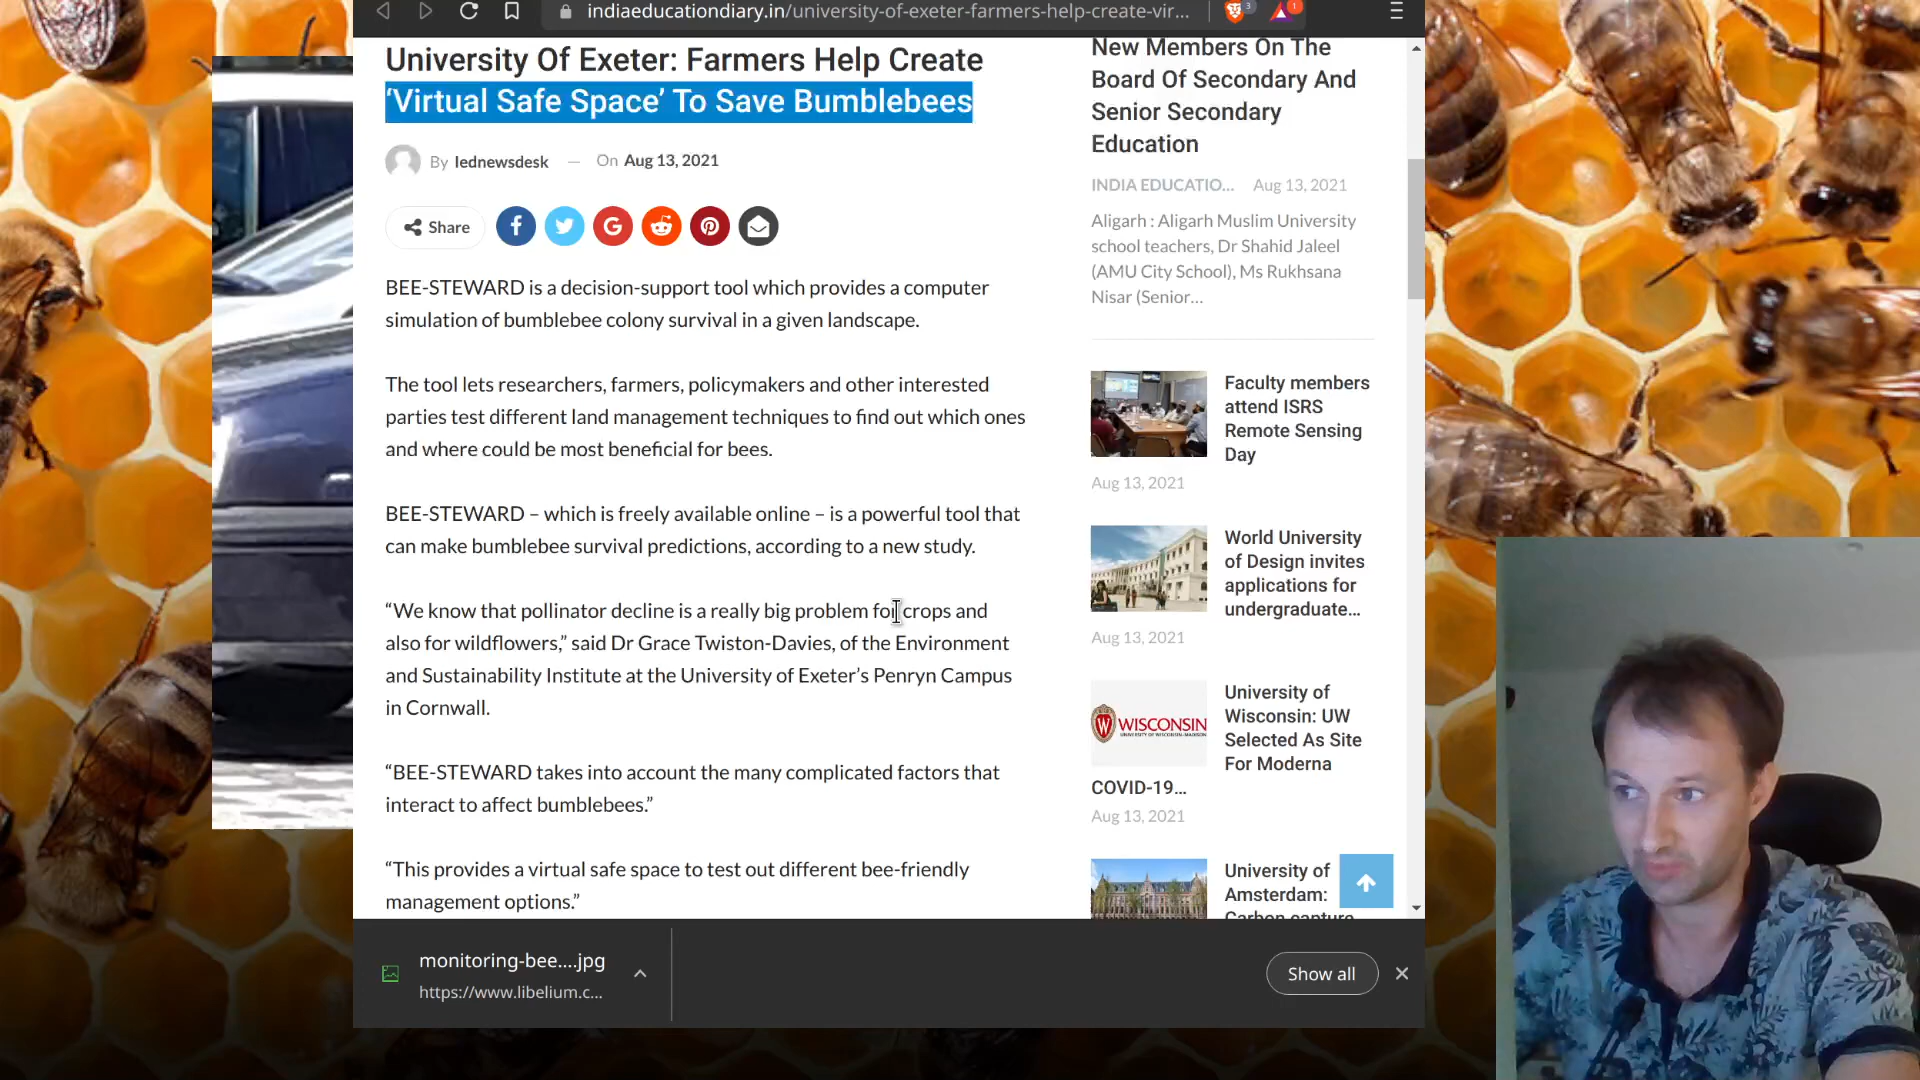 indiaeducationdiary.in/university-of-exeter-farmers-help-create-vir...
3
1
University Of Exeter: Farmers Help Create
‘Virtual Safe Space’ To Save Bumblebees
By Iednewsdesk — On Aug 13, 2021
Share
BEE-STEWARD is a decision-support tool which provides a computer
simulation of bumblebee colony survival in a given landscape.
The tool lets researchers, farmers, policymakers and other interested
parties test different land management techniques to find out which ones
and where could be most beneficial for bees.
BEE-STEWARD – which is freely available online – is a powerful tool that
can make bumblebee survival predictions, according to a new study.
“We know that pollinator decline is a really big problem for crops and
also for wildflowers,” said Dr Grace Twiston-Davies, of the Environment
and Sustainability Institute at the University of Exeter’s Penryn Campus
in Cornwall.
“BEE-STEWARD takes into account the many complicated factors that
interact to affect bumblebees.”
“This provides a virtual safe space to test out different bee-friendly
management options.”
New Members On The
Board Of Secondary And
Senior Secondary
Education
INDIA EDUCATIO... Aug 13, 2021
Aligarh : Aligarh Muslim University
school teachers, Dr Shahid Jaleel
(AMU City School), Ms Rukhsana
Nisar (Senior...
Faculty members
attend ISRS
Remote Sensing
Day
Aug 13, 2021
World University
of Design invites
applications for
undergraduate...
Aug 13, 2021
WISCONSIN
UNIVERSITY OF WISCONSIN-MADISON
University of
Wisconsin: UW
Selected As Site
For Moderna
COVID-19...
Aug 13, 2021
University of
Amsterdam:
Carbon capture
monitoring-bee....jpg
https://www.libelium.c...
Show all